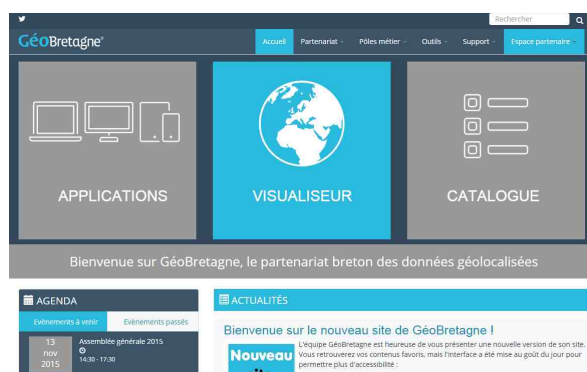 Rechercher
GéoBretagne®
Accueil Partenariat Pôles métier Outils Support Espace partenaire
APPLICATIONS VISUALISEUR CATALOGUE
Bienvenue sur GéoBretagne, le partenariat breton des données géolocalisées
AGENDA
Evènements à venir Evènements passés
13
nov
2015
Assemblée générale 2015
14:30 - 17:30
ACTUALITÉS
Bienvenue sur le nouveau site de GéoBretagne !
Nouveau
L'équipe GéoBretagne est heureuse de vous présenter une nouvelle version de son site.
Vous retrouverez vos contenus favoris, mais l'interface a été mise au goût du jour pour
permettre plus d'accessibilité :